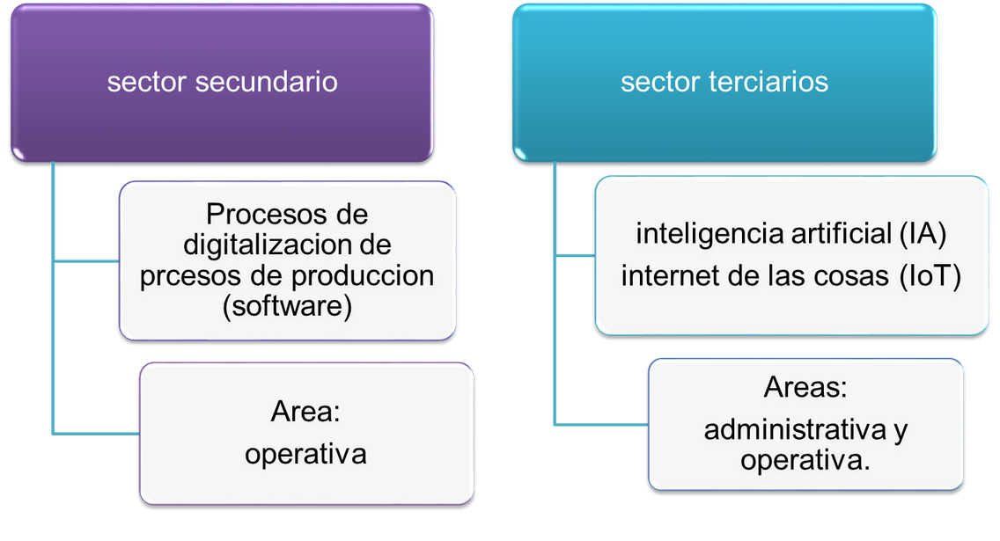 sector secundario
Procesos de
digitalizacion de
prcesos de produccion
(software)
Area:
operativa
sector terciarios
inteligencia artificial (IA)
internet de las cosas (IoT)
Areas:
administrativa y
operativa.